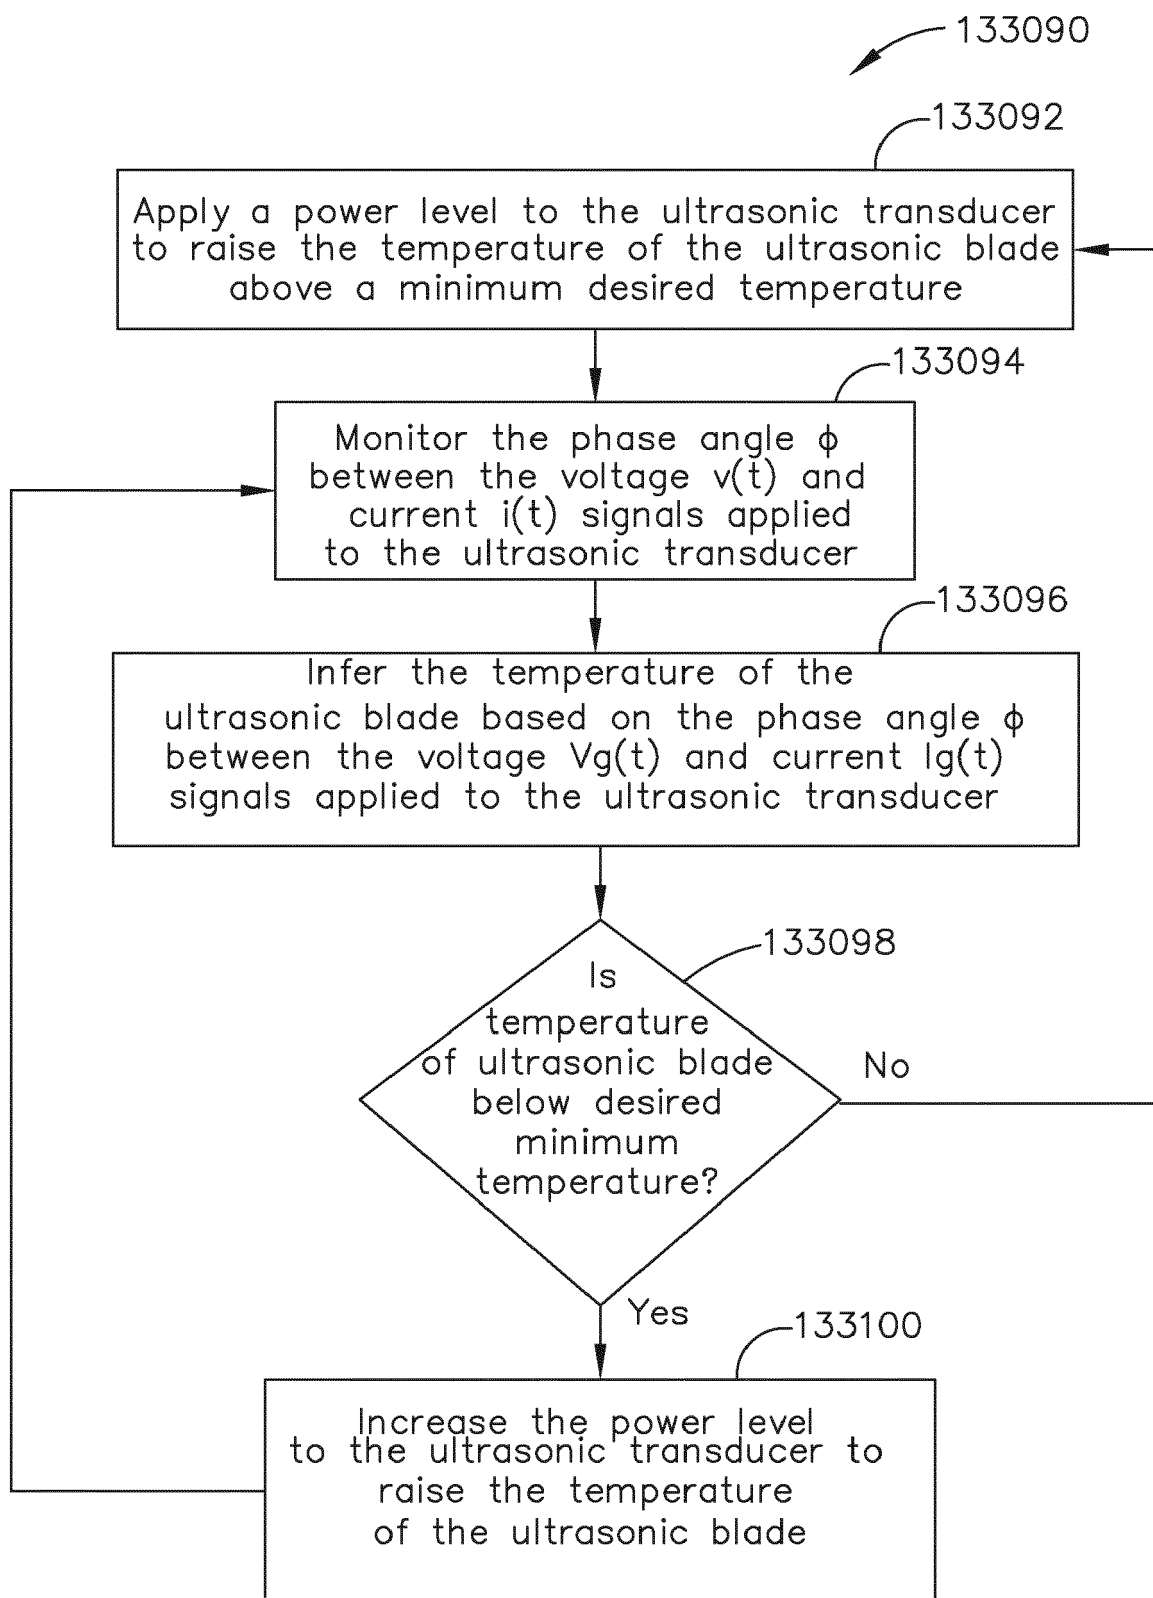 133090
133092
Apply a power level to the ultrasonic transducer
to raise the temperature of the ultrasonic blade
above a minimum desired temperature
133094
Monitor the phase angle ϕ
between the voltage v(t) and
current i(t) signals applied
to the ultrasonic transducer
133096
Infer the temperature of the
ultrasonic blade based on the phase angle ϕ
between the voltage Vg(t) and current Ig(t)
signals applied to the ultrasonic transducer
133098
Is
temperature
of ultrasonic blade
below desired
minimum
temperature?
No
Yes
133100
Increase the power level
to the ultrasonic transducer to
raise the temperature
of the ultrasonic blade